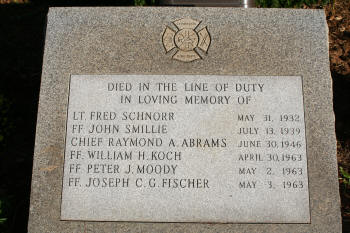 DIED IN THE LINE OF DUTY
IN LOVING MEMORY OF
LT. FRED SCHNORR MAY 31, 1932
FF. JOHN SMILLIE JULY 13, 1939
CHIEF RAYMOND A. ABRAMS JUNE 30, 1946
FF. WILLIAM H. KOCH APRIL 30, 1963
FF. PETER J. MOODY MAY 2, 1963
FF. JOSEPH C. G. FISCHER MAY 3, 1963